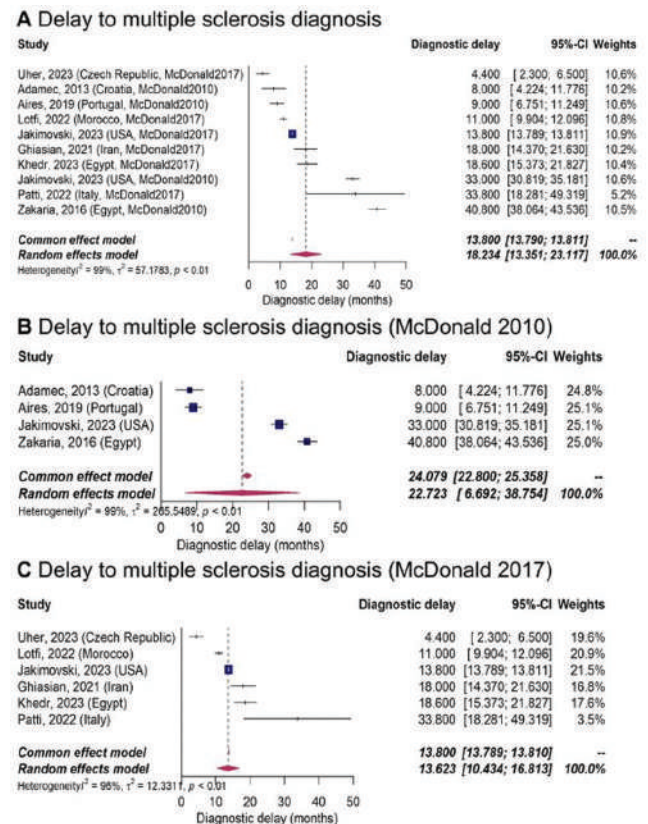 A Delay to multiple sclerosis diagnosis
Study Diagnostic delay 95%-CI Weights
Uher, 2023 (Czech Republic, McDonald2017) 4.400 [ 2.300; 6.500] 10.6%
Adamec, 2013 (Croatia, McDonald2010) 8.000 [ 4.224; 11.776] 10.2%
Aires, 2019 (Portugal, McDonald2010) 9.000 [ 6.751; 11.249] 10.6%
Lotfi, 2022 (Morocco, McDonald2017) 11.000 [ 9.904; 12.096] 10.8%
Jakimovski, 2023 (USA, McDonald2017) 13.800 [13.789; 13.811] 10.9%
Ghiasian, 2021 (Iran, McDonald2017) 18.000 [14.370; 21.630] 10.2%
Khedr, 2023 (Egypt, McDonald2017) 18.600 [15.373; 21.827] 10.4%
Jakimovski, 2023 (USA, McDonald2010) 33.000 [30.819; 35.181] 10.6%
Patti, 2022 (Italy, McDonald2017) 33.800 [18.281; 49.319] 5.2%
Zakaria, 2016 (Egypt, McDonald2010) 40.800 [38.064; 43.536] 10.5%
Common effect model 13.800 [13.790; 13.811] --
Random effects model 18.234 [13.351; 23.117] 100.0%
Heterogeneity I² = 99%, τ² = 57.1783, p < 0.01
0 10 20 30 40 50
Diagnostic delay (months)
B Delay to multiple sclerosis diagnosis (McDonald 2010)
Study Diagnostic delay 95%-CI Weights
Adamec, 2013 (Croatia) 8.000 [ 4.224; 11.776] 24.8%
Aires, 2019 (Portugal) 9.000 [ 6.751; 11.249] 25.1%
Jakimovski, 2023 (USA) 33.000 [30.819; 35.181] 25.1%
Zakaria, 2016 (Egypt) 40.800 [38.064; 43.536] 25.0%
Common effect model 24.079 [22.800; 25.358] --
Random effects model 22.723 [ 6.692; 38.754] 100.0%
Heterogeneity I² = 99%, τ² = 265.5489, p < 0.01
0 10 20 30 40 50
Diagnostic delay (months)
C Delay to multiple sclerosis diagnosis (McDonald 2017)
Study Diagnostic delay 95%-CI Weights
Uher, 2023 (Czech Republic) 4.400 [ 2.300; 6.500] 19.6%
Lotfi, 2022 (Morocco) 11.000 [ 9.904; 12.096] 20.9%
Jakimovski, 2023 (USA) 13.800 [13.789; 13.811] 21.5%
Ghiasian, 2021 (Iran) 18.000 [14.370; 21.630] 16.8%
Khedr, 2023 (Egypt) 18.600 [15.373; 21.827] 17.6%
Patti, 2022 (Italy) 33.800 [18.281; 49.319] 3.5%
Common effect model 13.800 [13.789; 13.810] --
Random effects model 13.623 [10.434; 16.813] 100.0%
Heterogeneity I² = 96%, τ² = 12.3311, p < 0.01
0 10 20 30 40 50
Diagnostic delay (months)